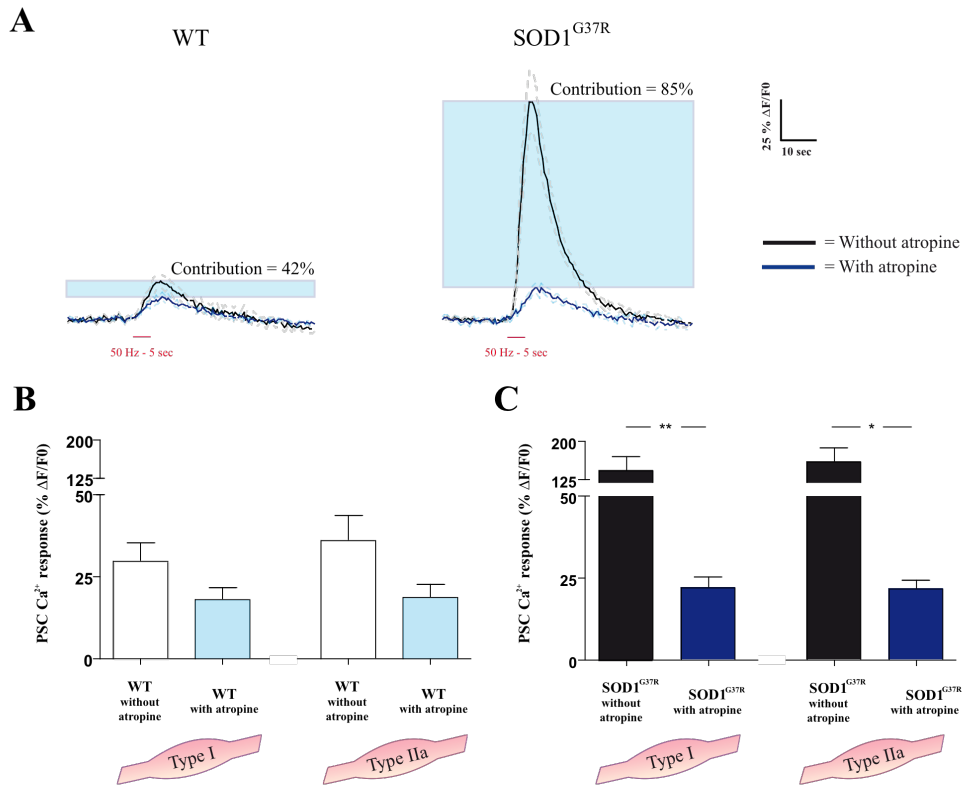 A
WT
SOD1G37R
Contribution = 42%
Contribution = 85%
25 % ΔF/F0
10 sec
= Without atropine
= With atropine
50 Hz - 5 sec
50 Hz - 5 sec
B
PSC Ca2+ response (% ΔF/F0)
200
125
50
25
0
WT
without
atropine
WT
with atropine
WT
without
atropine
WT
with atropine
Type I
Type IIa
C
PSC Ca2+ response (% ΔF/F0)
200
125
50
25
0
**
*
SOD1G37R
without
atropine
SOD1G37R
with atropine
SOD1G37R
without
atropine
SOD1G37R
with atropine
Type I
Type IIa